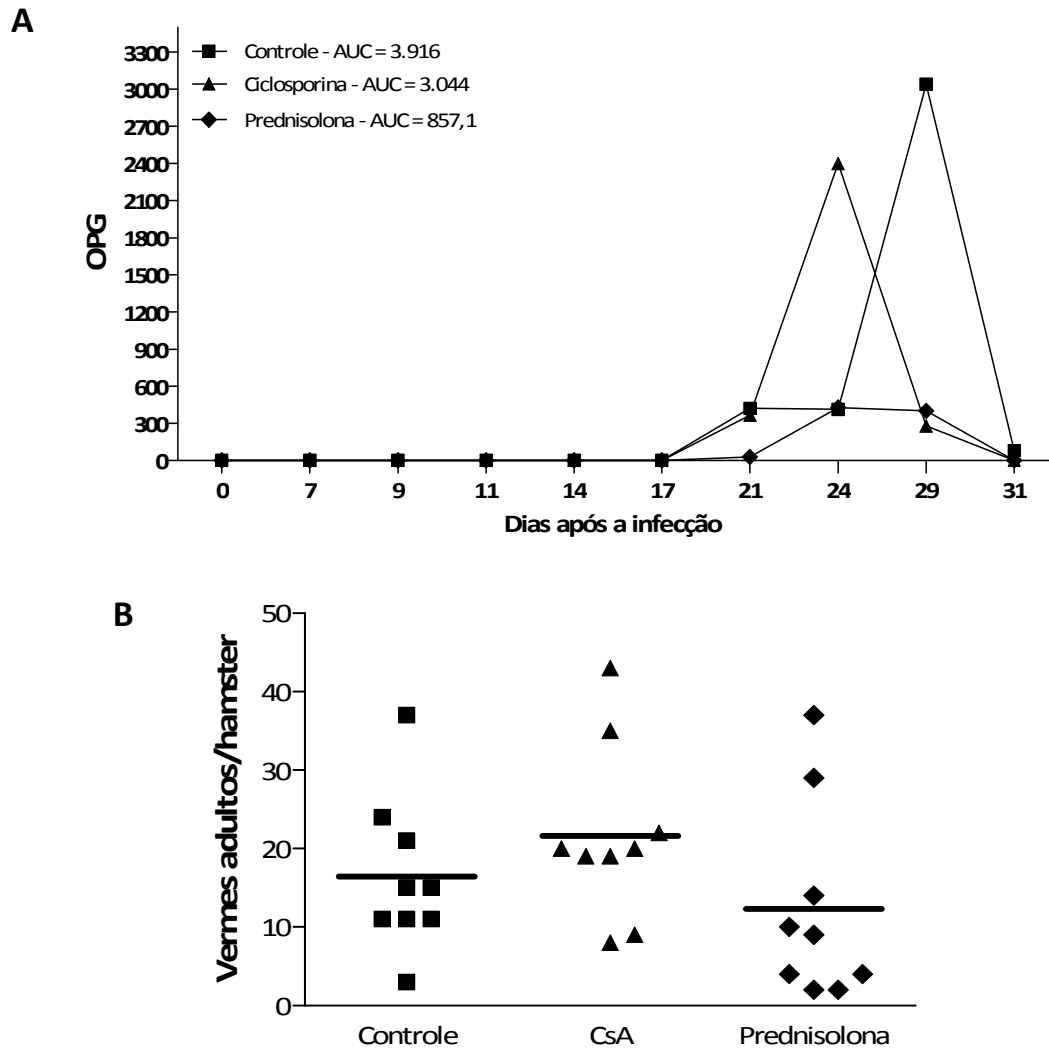 A
3300
3000
2700
2400
2100
1800
1500
1200
900
600
300
0
OPG
Controle - AUC = 3.916
Ciclosporina - AUC = 3.044
Prednisolona - AUC = 857,1
0 7 9 11 14 17 21 24 29 31
Dias após a infecção
B
50
40
30
20
10
0
Vermes adultos/hamster
Controle CsA Prednisolona